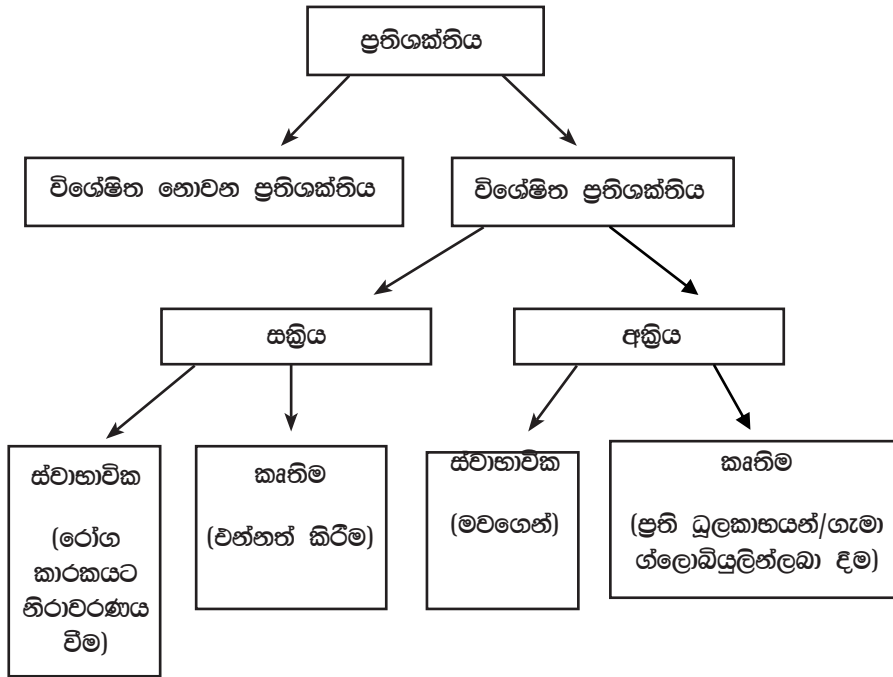 ප්‍රතිශක්තිය
විශේෂිත නොවන ප්‍රතිශක්තිය
විශේෂිත ප්‍රතිශක්තිය
සක්‍රිය
අක්‍රිය
ස්වාභාවික
(රෝග
කාරකයට
නිරාවරණය
වීම)
කෘතිම
(එන්නත් කිරීම)
ස්වාභාවික
(මවගෙන්)
කෘතිම
(ප්‍රති ධූලකාභයන්/ගැමා
ග්ලොබියුලින්ලබා දීම)